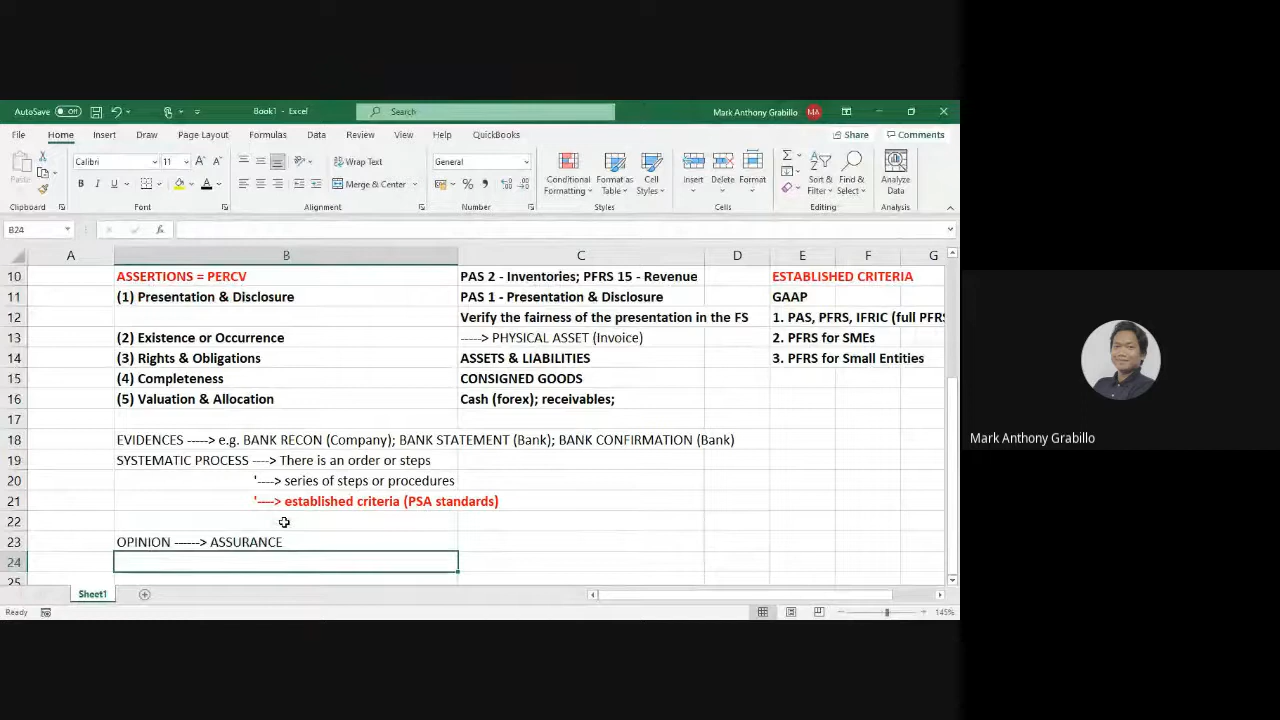 AutoSave Off Book1 - Excel Search Mark Anthony Grabillo MA
File Home Insert Draw Page Layout Formulas Data Review View Help QuickBooks Share Comments
Paste Calibri 11 Wrap Text General Conditional Format as Cell Insert Delete Format Sort & Find & Analyze
B I U Merge & Center Formatting Table Styles Filter Select Data
Clipboard Font Alignment Number Styles Cells Editing Analysis
B24 fx
A B C D E F G
10 ASSERTIONS = PERCV PAS 2 - Inventories; PFRS 15 - Revenue ESTABLISHED CRITERIA
11 (1) Presentation & Disclosure PAS 1 - Presentation & Disclosure GAAP
12 Verify the fairness of the presentation in the FS 1. PAS, PFRS, IFRIC (full PFRS
13 (2) Existence or Occurrence -----> PHYSICAL ASSET (Invoice) 2. PFRS for SMEs
14 (3) Rights & Obligations ASSETS & LIABILITIES 3. PFRS for Small Entities
15 (4) Completeness CONSIGNED GOODS
16 (5) Valuation & Allocation Cash (forex); receivables;
17
18 EVIDENCES -----> e.g. BANK RECON (Company); BANK STATEMENT (Bank); BANK CONFIRMATION (Bank)
19 SYSTEMATIC PROCESS ----> There is an order or steps
20 '----> series of steps or procedures
21 '----> established criteria (PSA standards)
22
23 OPINION ------> ASSURANCE
24
25
Sheet1
Ready 145%
Mark Anthony Grabillo